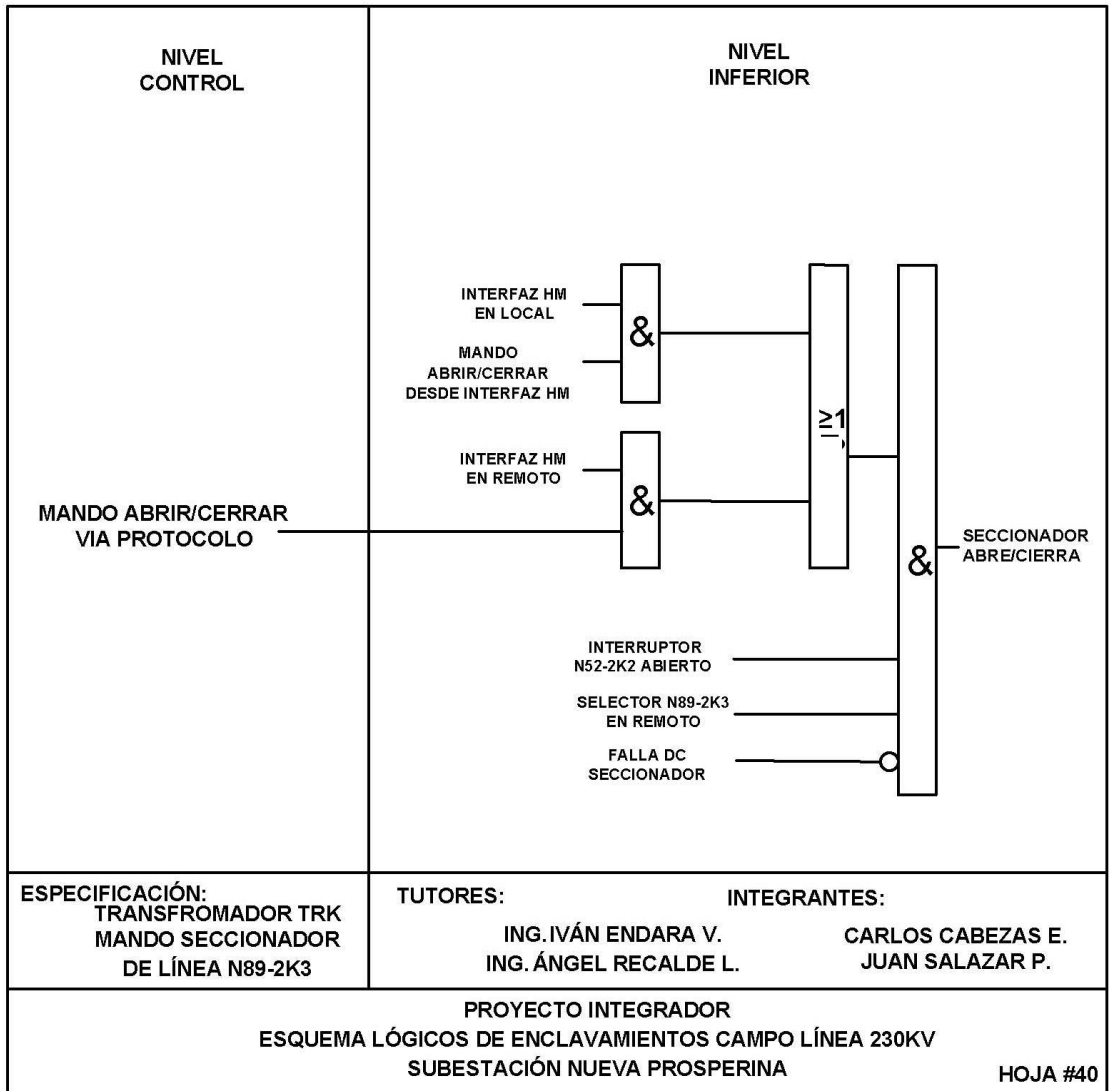 NIVEL
CONTROL
NIVEL
INFERIOR
INTERFAZ HM
EN LOCAL
MANDO
ABRIR/CERRAR
DESDE INTERFAZ HM
&
INTERFAZ HM
EN REMOTO
&
MANDO ABRIR/CERRAR
VIA PROTOCOLO
≥1
&
SECCIONADOR
ABRE/CIERRA
INTERRUPTOR
N52-2K2 ABIERTO
SELECTOR N89-2K3
EN REMOTO
FALLA DC
SECCIONADOR
ESPECIFICACIÓN:
TRANSFROMADOR TRK
MANDO SECCIONADOR
DE LÍNEA N89-2K3
TUTORES:
ING.IVÁN ENDARA V.
ING. ÁNGEL RECALDE L.
INTEGRANTES:
CARLOS CABEZAS E.
JUAN SALAZAR P.
PROYECTO INTEGRADOR
ESQUEMA LÓGICOS DE ENCLAVAMIENTOS CAMPO LÍNEA 230KV
SUBESTACIÓN NUEVA PROSPERINA
HOJA #40